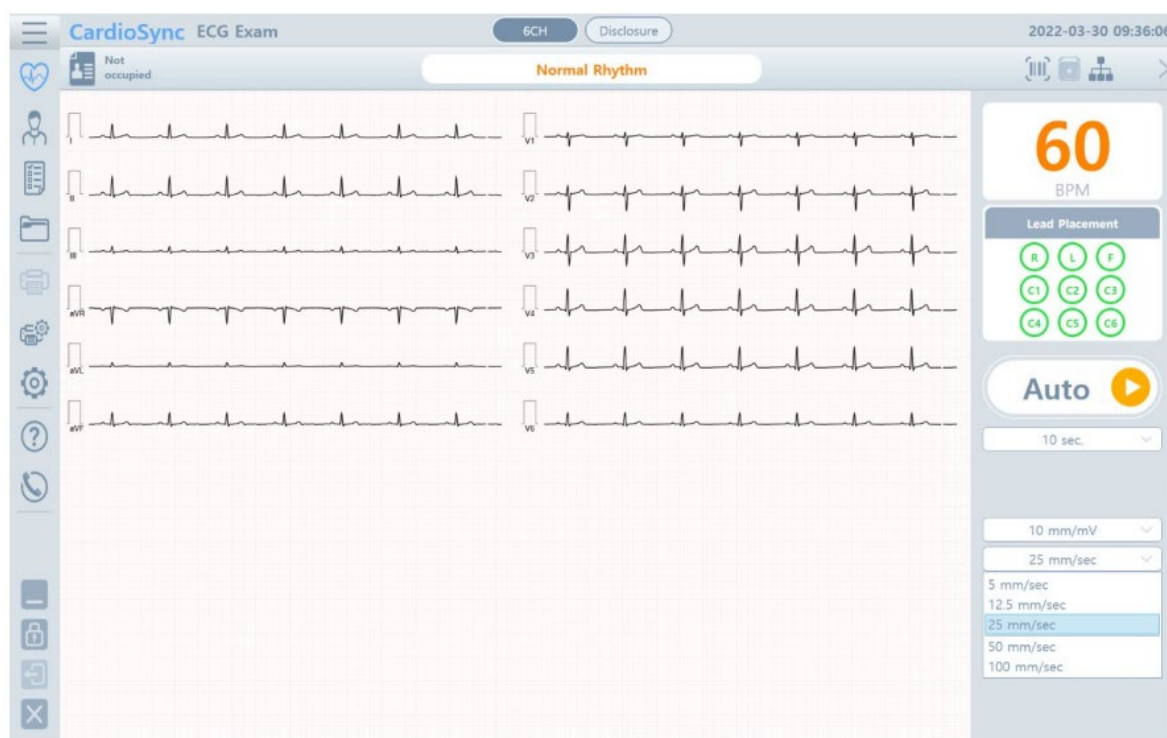 CardioSync ECG Exam
6CH
Disclosure
2022-03-30 09:36:06
Not
occupied
Normal Rhythm
I
V1
II
V2
III
V3
aVR
V4
aVL
V5
aVF
V6
60
BPM
Lead Placement
R L F
C1 C2 C3
C4 C5 C6
Auto
10 sec.
10 mm/mV
25 mm/sec
5 mm/sec
12.5 mm/sec
25 mm/sec
50 mm/sec
100 mm/sec